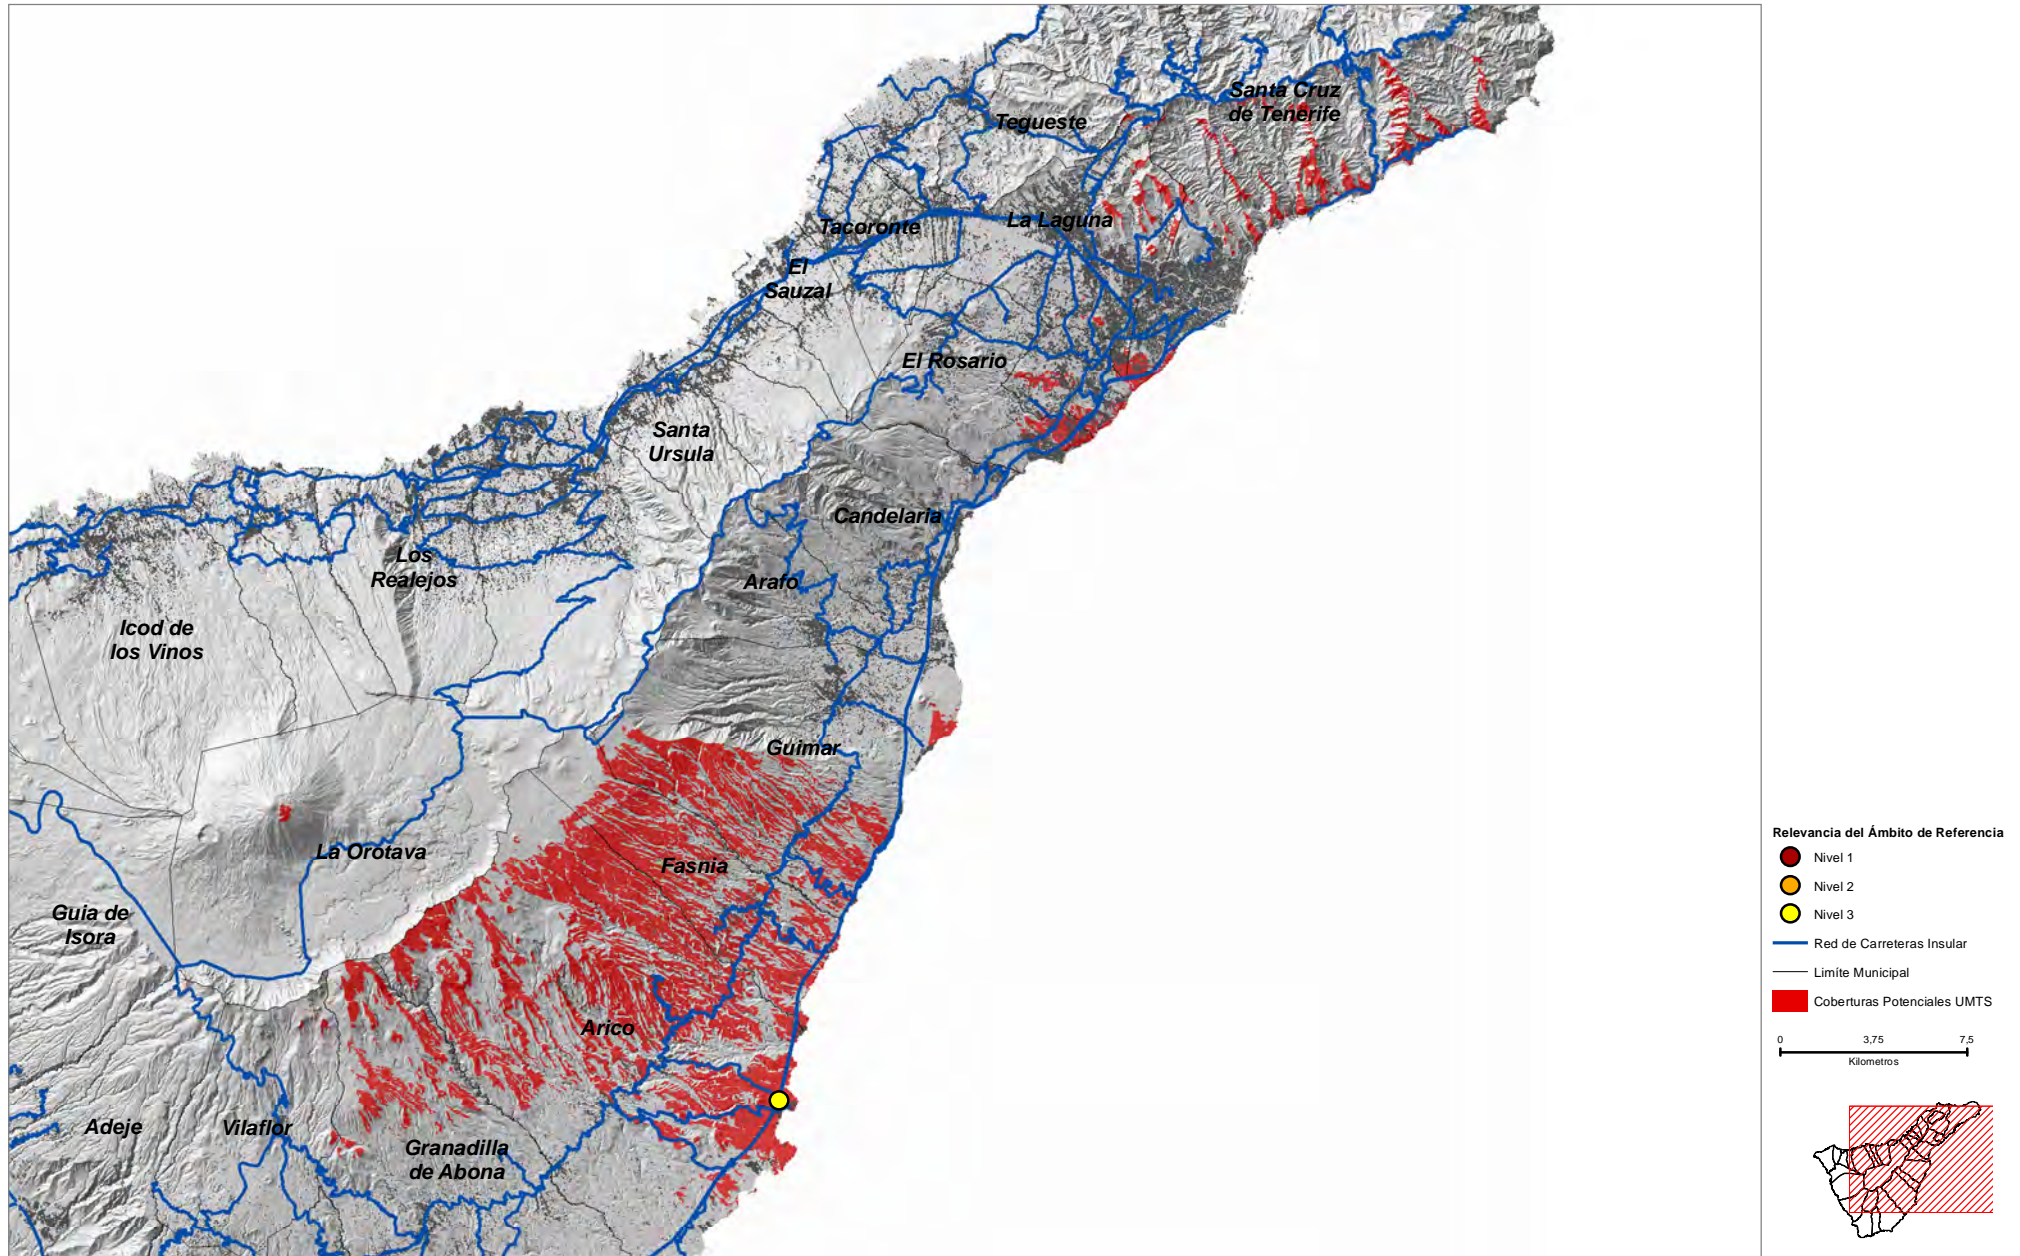 Santa Cruz
de Tenerife
Tegueste
La Laguna
Tacoronte
El
Sauzal
El Rosario
Santa
Ursula
Candelaria
Los
Realejos
Arafo
Icod de
los Vinos
Guimar
La Orotava
Fasnia
Guia de
Isora
Arico
Adeje
Vilaflor
Granadilla
de Abona
Relevancia del Ámbito de Referencia
Nivel 1
Nivel 2
Nivel 3
Red de Carreteras Insular
Limíte Municipal
Coberturas Potenciales UMTS
0 3,75 7,5
Kilometros